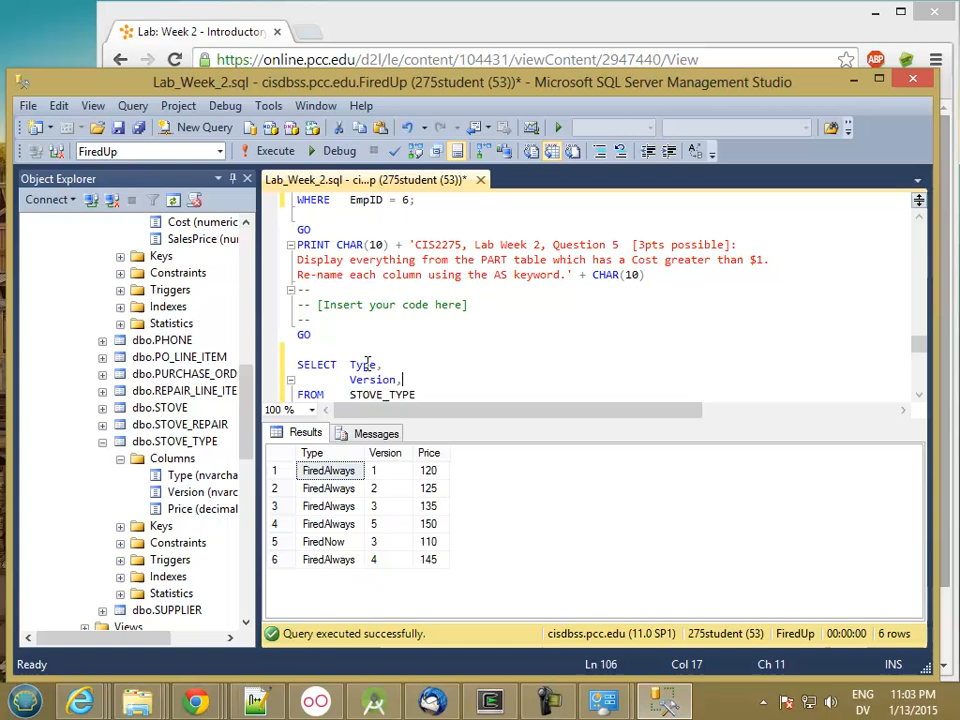 Lab: Week 2 - Introductory
https://online.pcc.edu/d2l/le/content/104431/viewContent/2947440/View
ABP
Lab_Week_2.sql - cisdbss.pcc.edu.FiredUp (275student (53))* - Microsoft SQL Server Management Studio
File Edit View Query Project Debug Tools Window Help
New Query
FiredUp Execute Debug
Object Explorer
Connect
Cost (numeric
SalesPrice (nu
Keys
Constraints
Triggers
Indexes
Statistics
dbo.PHONE
dbo.PO_LINE_ITEM
dbo.PURCHASE_ORD
dbo.REPAIR_LINE_ITE
dbo.STOVE
dbo.STOVE_REPAIR
dbo.STOVE_TYPE
Columns
Type (nvarcha
Version (nvarc
Price (decimal
Keys
Constraints
Triggers
Indexes
Statistics
dbo.SUPPLIER
Views
Lab_Week_2.sql - ci...p (275student (53))*
WHERE EmpID = 6;
GO
PRINT CHAR(10) + 'CIS2275, Lab Week 2, Question 5 [3pts possible]:
Display everything from the PART table which has a Cost greater than $1.
Re-name each column using the AS keyword.' + CHAR(10)
--
-- [Insert your code here]
--
GO
SELECT Type,
Version,
FROM STOVE_TYPE
100 %
Results Messages
Type Version Price
1 FiredAlways 1 120
2 FiredAlways 2 125
3 FiredAlways 3 135
4 FiredAlways 5 150
5 FiredNow 3 110
6 FiredAlways 4 145
Query executed successfully. cisdbss.pcc.edu (11.0 SP1) 275student (53) FiredUp 00:00:00 6 rows
Ready Ln 106 Col 17 Ch 11 INS
ENG 11:03 PM
DV 1/13/2015